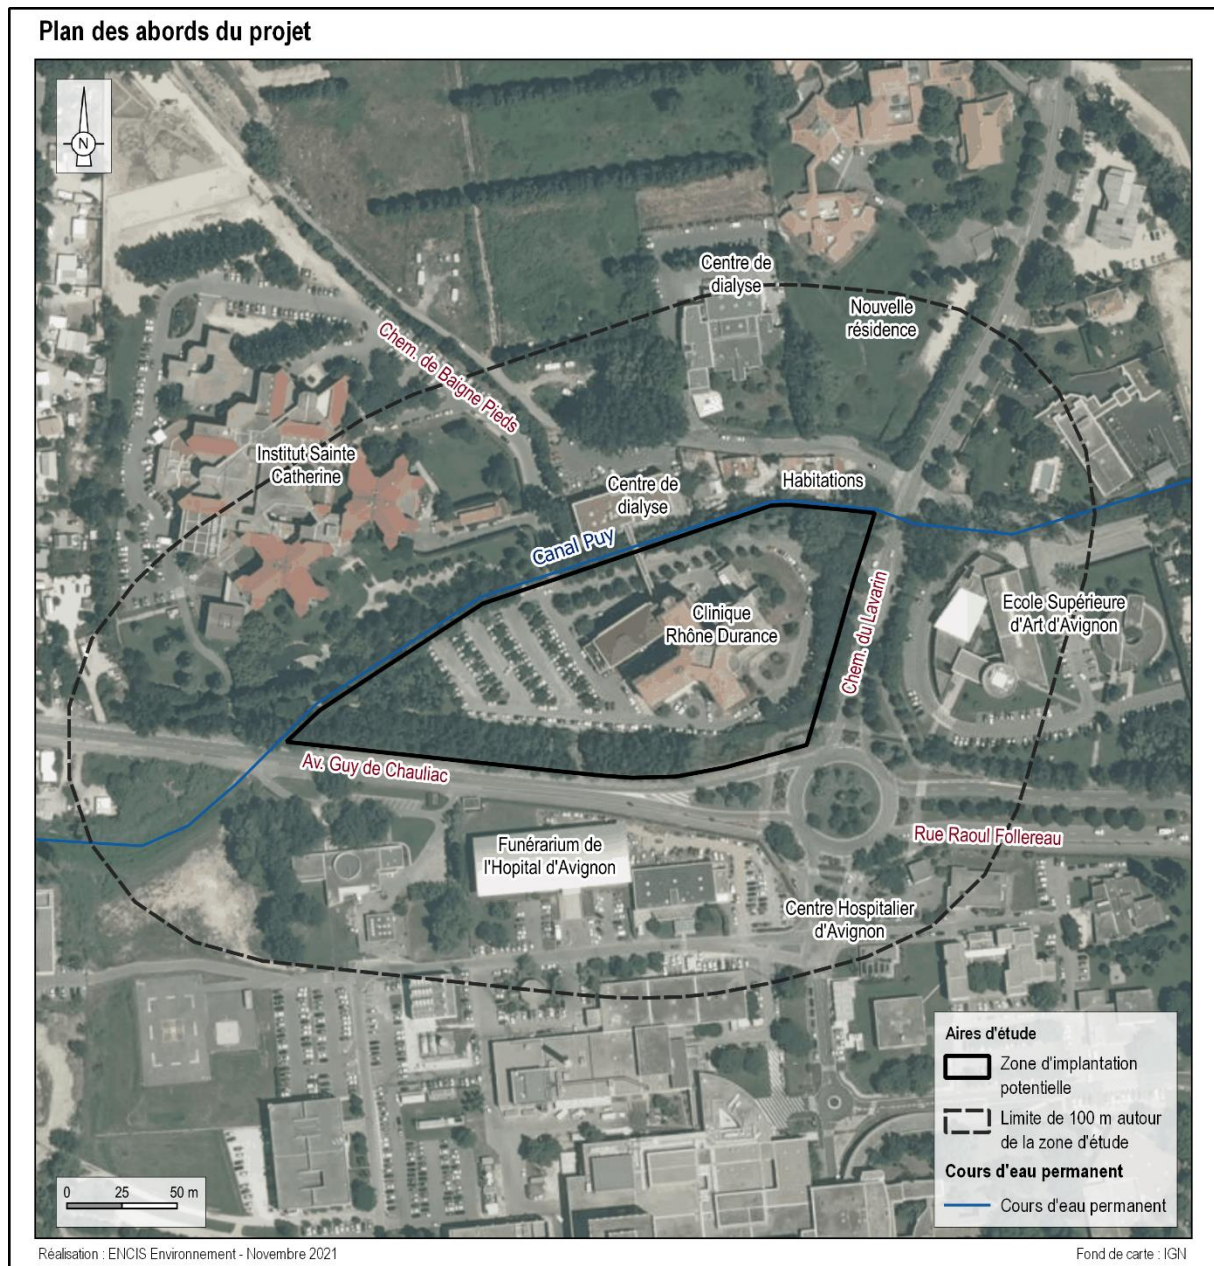 Plan des abords du projet
N
Centre de
dialyse
Nouvelle
résidence
Chem. de Baigne Pieds
Institut Sainte
Catherine
Centre de
dialyse
Habitations
Canal Puy
Clinique
Rhône Durance
Ecole Supérieure
d'Art d'Avignon
Chem. du Lavarin
Av. Guy de Chauliac
Funérarium de
l'Hopital d'Avignon
Rue Raoul Follereau
Centre Hospitalier
d'Avignon
Aires d'étude
Zone d'implantation
potentielle
Limite de 100 m autour
de la zone d'étude
Cours d'eau permanent
Cours d'eau permanent
0 25 50 m
Réalisation : ENCIS Environnement - Novembre 2021
Fond de carte : IGN